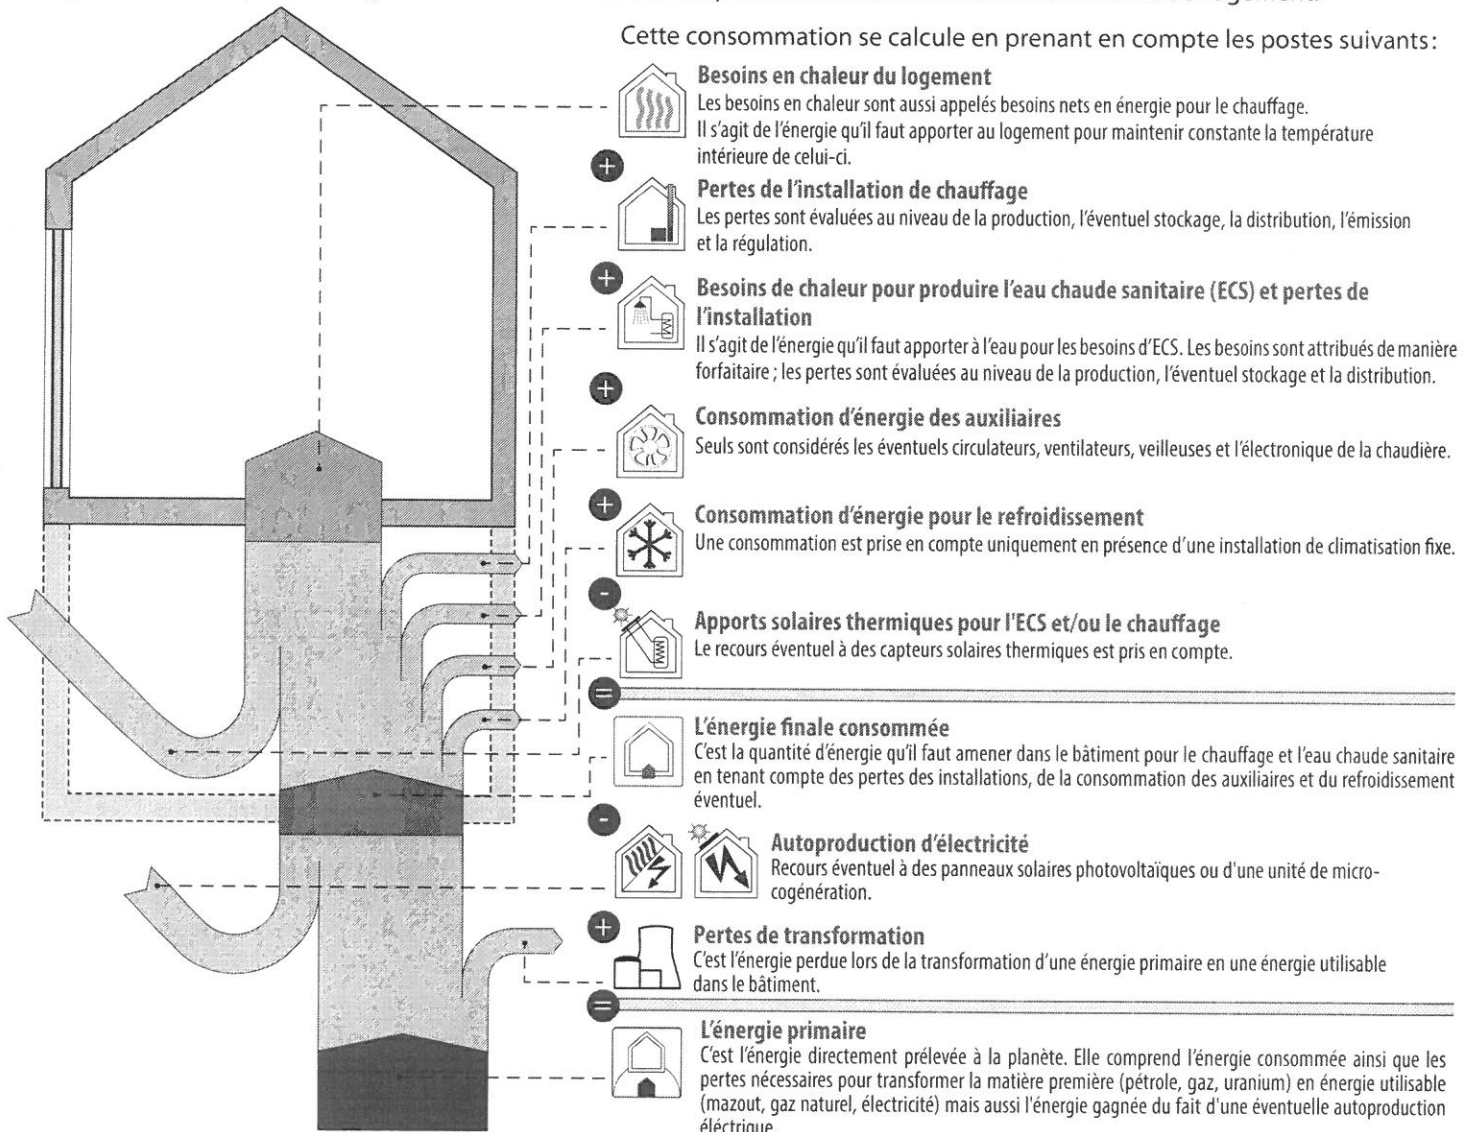 logement.
Cette consommation se calcule en prenant en compte les postes suivants:
Besoins en chaleur du logement
Les besoins en chaleur sont aussi appelés besoins nets en énergie pour le chauffage.
Il s'agit de l'énergie qu'il faut apporter au logement pour maintenir constante la température
intérieure de celui-ci.
+
Pertes de l'installation de chauffage
Les pertes sont évaluées au niveau de la production, l'éventuel stockage, la distribution, l'émission
et la régulation.
+
Besoins de chaleur pour produire l'eau chaude sanitaire (ECS) et pertes de
l'installation
Il s'agit de l'énergie qu'il faut apporter à l'eau pour les besoins d'ECS. Les besoins sont attribués de manière
forfaitaire ; les pertes sont évaluées au niveau de la production, l'éventuel stockage et la distribution.
+
Consommation d'énergie des auxiliaires
Seuls sont considérés les éventuels circulateurs, ventilateurs, veilleuses et l'électronique de la chaudière.
+
Consommation d'énergie pour le refroidissement
Une consommation est prise en compte uniquement en présence d'une installation de climatisation fixe.
-
Apports solaires thermiques pour l'ECS et/ou le chauffage
Le recours éventuel à des capteurs solaires thermiques est pris en compte.
=
L'énergie finale consommée
C'est la quantité d'énergie qu'il faut amener dans le bâtiment pour le chauffage et l'eau chaude sanitaire
en tenant compte des pertes des installations, de la consommation des auxiliaires et du refroidissement
éventuel.
-
Autoproduction d'électricité
Recours éventuel à des panneaux solaires photovoltaïques ou d'une unité de micro-
cogénération.
+
Pertes de transformation
C'est l'énergie perdue lors de la transformation d'une énergie primaire en une énergie utilisable
dans le bâtiment.
=
L'énergie primaire
C'est l'énergie directement prélevée à la planète. Elle comprend l'énergie consommée ainsi que les
pertes nécessaires pour transformer la matière première (pétrole, gaz, uranium) en énergie utilisable
(mazout, gaz naturel, électricité) mais aussi l'énergie gagnée du fait d'une éventuelle autoproduction
éléctrique